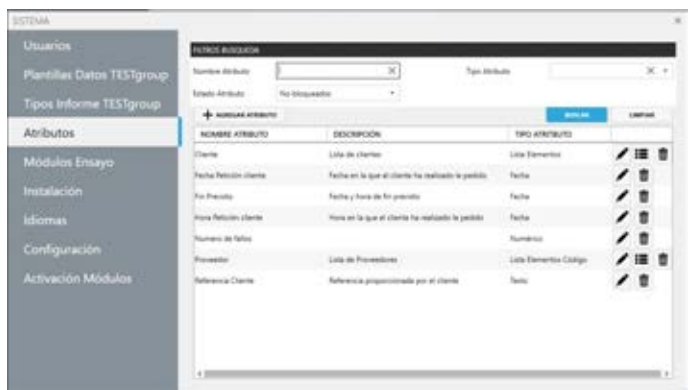 SISTEMA
Usuarios
Plantillas Datos TESTgroup
Tipos Informe TESTgroup
Atributos
Módulos Ensayo
Instalación
Idiomas
Configuración
Activación Módulos
FILTROS BUSQUEDA
Nombre Atributo
Tipo Atributo
Estado Atributo No bloqueados
AGREGAR ATRIBUTO BUSCAR LIMPIAR
NOMBRE ATRIBUTO DESCRIPCIÓN TIPO ATRITBUTO
Cliente Lista de clientes Lista Elementos
Fecha Petición cliente Fecha en la que el cliente ha realizado le pedido Fecha
Fin Previsto Fecha y hora de fin previsto Fecha
Hora Petición cliente Hora en la que el cliente ha realizado le pedido Fecha
Numero de fallos Numérico
Proveedor Lista de Proveedores Lista Elementos Código
Referencia Cliente Referencia proporcionada por el cliente Texto